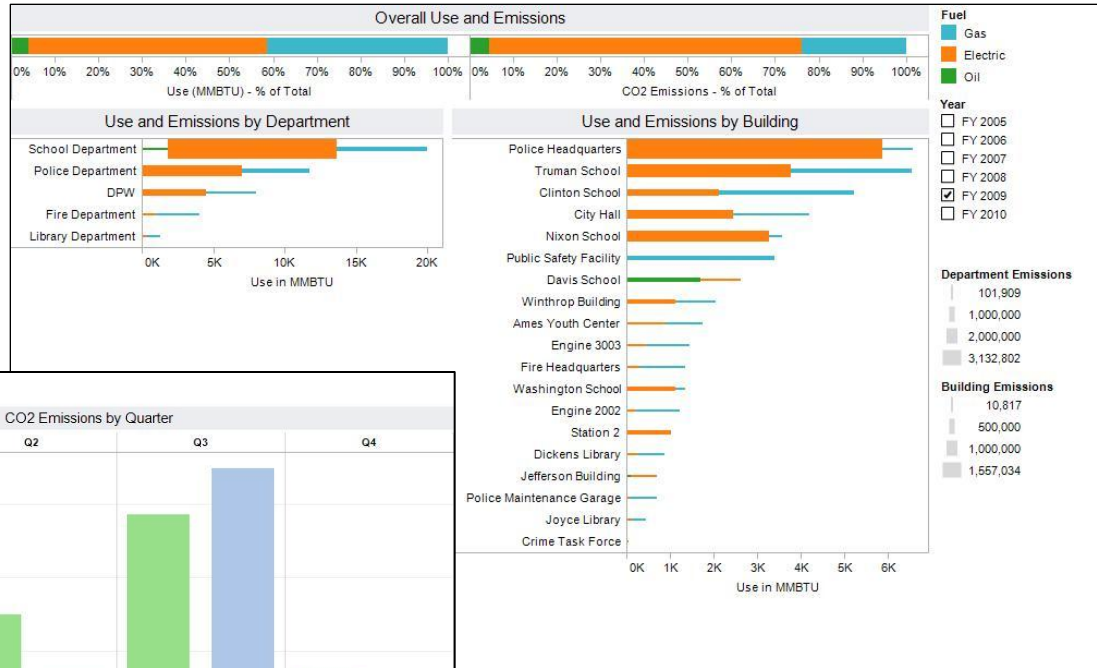 Overall Use and Emissions
0% 10% 20% 30% 40% 50% 60% 70% 80% 90% 100%
Use (MMBTU) - % of Total
0% 10% 20% 30% 40% 50% 60% 70% 80% 90% 100%
CO2 Emissions - % of Total
Use and Emissions by Department
School Department
Police Department
DPW
Fire Department
Library Department
0K 5K 10K 15K 20K
Use in MMBTU
Use and Emissions by Building
Police Headquarters
Truman School
Clinton School
City Hall
Nixon School
Public Safety Facility
Davis School
Winthrop Building
Ames Youth Center
Engine 3003
Fire Headquarters
Washington School
Engine 2002
Station 2
Dickens Library
Jefferson Building
Police Maintenance Garage
Joyce Library
Crime Task Force
0K 1K 2K 3K 4K 5K 6K
Use in MMBTU
Fuel
Gas
Electric
Oil
Year
FY 2005
FY 2006
FY 2007
FY 2008
FY 2009
FY 2010
Department Emissions
101,909
1,000,000
2,000,000
3,132,802
Building Emissions
10,817
500,000
1,000,000
1,557,034
CO2 Emissions by Quarter
Q2 Q3 Q4